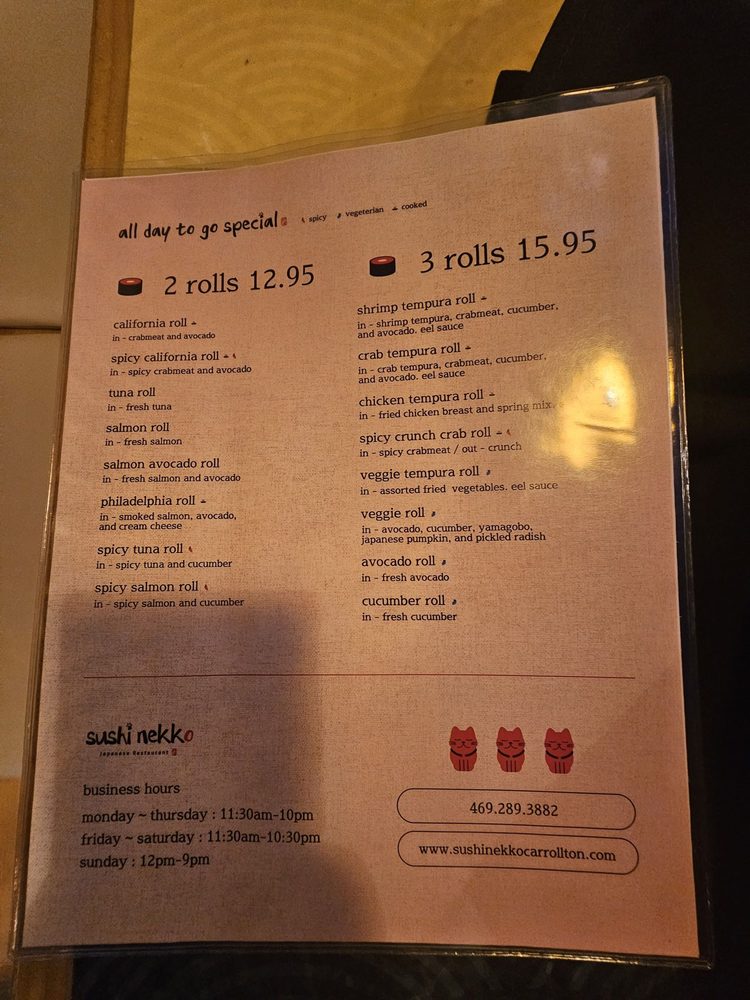 all day to go special
spicy vegeterian cooked
2 rolls 12.95
california roll
in - crabmeat and avocado
spicy california roll
in - spicy crabmeat and avocado
tuna roll
in - fresh tuna
salmon roll
in - fresh salmon
salmon avocado roll
in - fresh salmon and avocado
philadelphia roll
in - smoked salmon, avocado,
and cream cheese
spicy tuna roll
in - spicy tuna and cucumber
spicy salmon roll
in - spicy salmon and cucumber
3 rolls 15.95
shrimp tempura roll
in - shrimp tempura, crabmeat, cucumber,
and avocado. eel sauce
crab tempura roll
in - crab tempura, crabmeat, cucumber,
and avocado. eel sauce
chicken tempura roll
in - fried chicken breast and spring mix.
spicy crunch crab roll
in - spicy crabmeat / out - crunch
veggie tempura roll
in - assorted fried vegetables. eel sauce
veggie roll
in - avocado, cucumber, yamagobo,
japanese pumpkin, and pickled radish
avocado roll
in - fresh avocado
cucumber roll
in - fresh cucumber
sushi nekko
Japanese Restaurant
business hours
monday ~ thursday : 11:30am-10pm
friday ~ saturday : 11:30am-10:30pm
sunday : 12pm-9pm
469.289.3882
www.sushinekkocarrollton.com